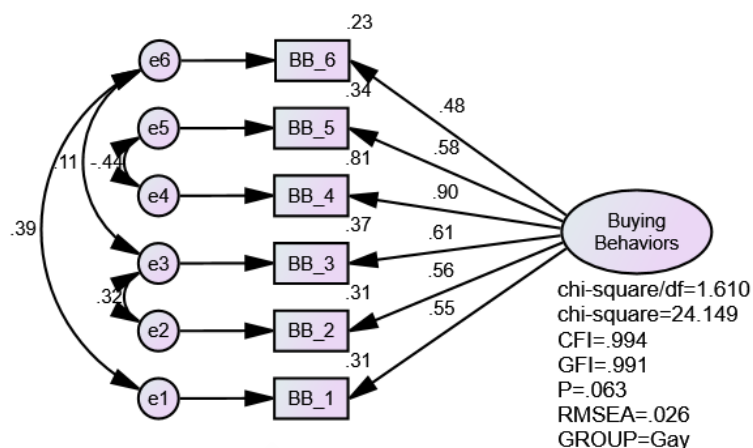 .23
e6
BB_6
.34
.48
e5
BB_5
.58
.11
-.44
.81
e4
BB_4
.90
.37
.39
e3
BB_3
.61
Buying
Behaviors
.31
.56
.32
e2
BB_2
.55
.31
e1
BB_1
chi-square/df=1.610
chi-square=24.149
CFI=.994
GFI=.991
P=.063
RMSEA=.026
GROUP=Gay